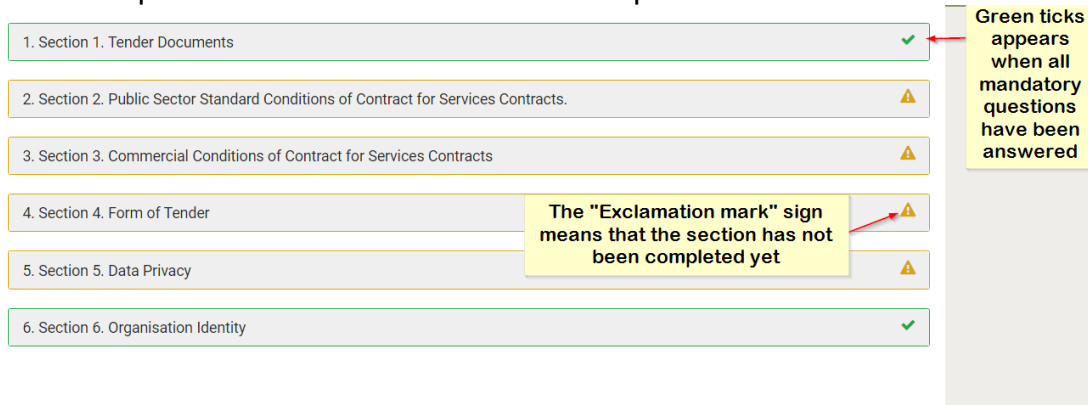 1. Section 1. Tender Documents
Green ticks
appears
when all
mandatory
questions
have been
answered
2. Section 2. Public Sector Standard Conditions of Contract for Services Contracts.
3. Section 3. Commercial Conditions of Contract for Services Contracts
4. Section 4. Form of Tender
The "Exclamation mark" sign
means that the section has not
been completed yet
5. Section 5. Data Privacy
6. Section 6. Organisation Identity